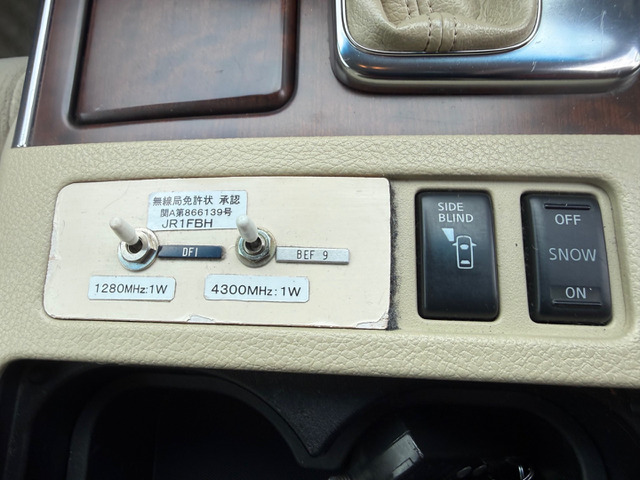 無線局免許状 承認
関A第866139号
JR1FBH
DFI
BEF 9
1280MHz:1W
4300MHz:1W
SIDE
BLIND
OFF
SNOW
ON